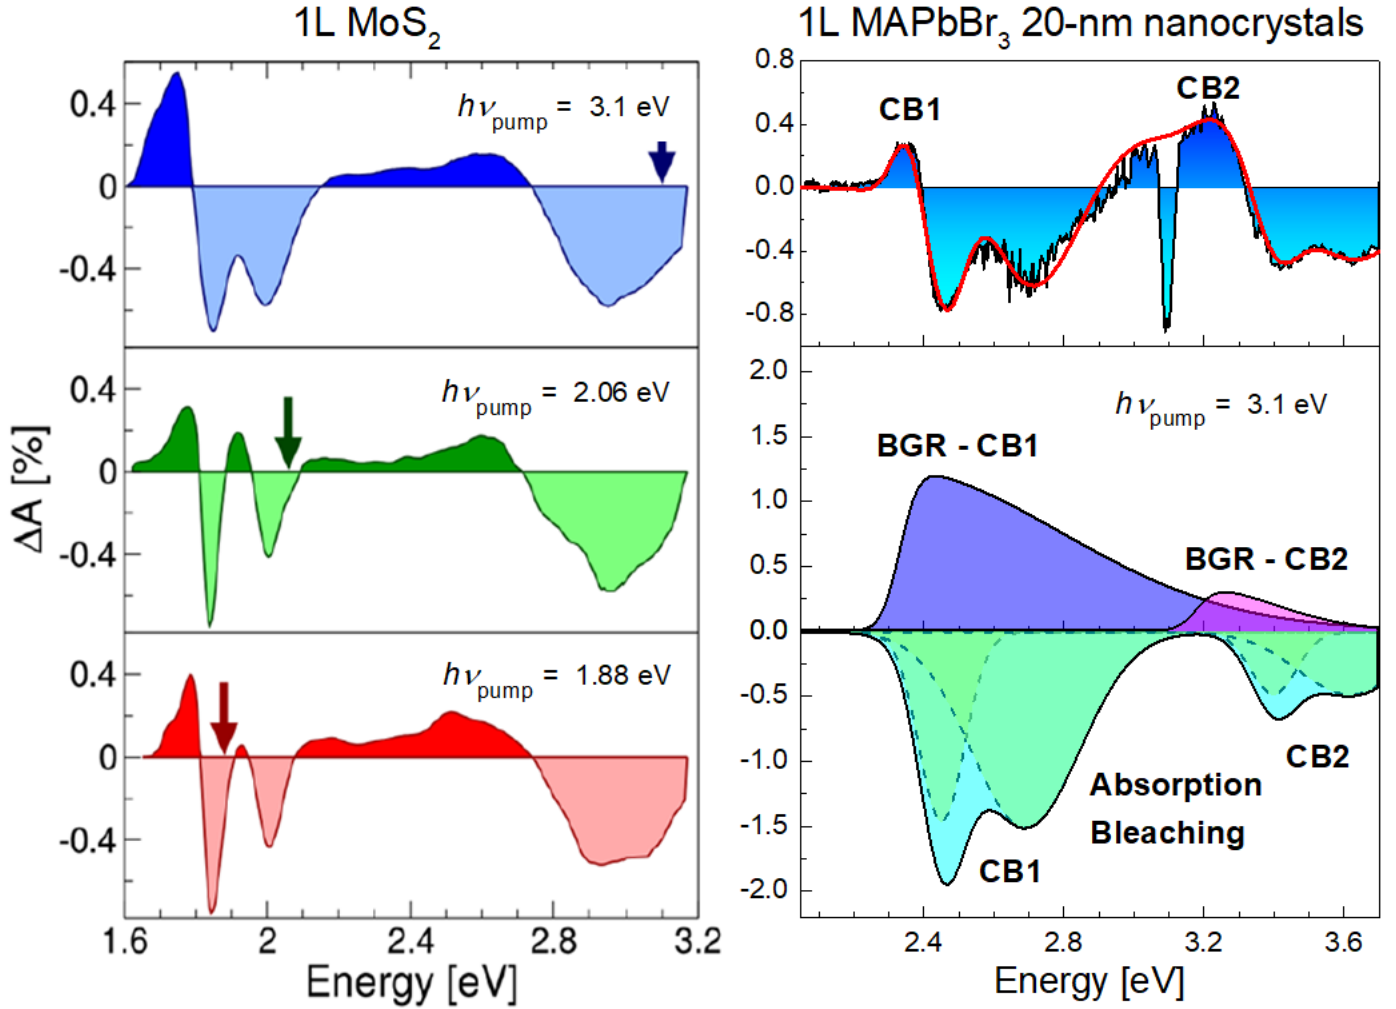 1L MoS2
hνpump = 3.1 eV
0.4
0
-0.4
hνpump = 2.06 eV
0.4
0
-0.4
hνpump = 1.88 eV
0.4
0
-0.4
ΔA [%]
1.6 2 2.4 2.8 3.2
Energy [eV]
1L MAPbBr3 20-nm nanocrystals
0.8
0.4
0.0
-0.4
-0.8
CB1
CB2
2.0
1.5
1.0
0.5
0.0
-0.5
-1.0
-1.5
-2.0
hνpump = 3.1 eV
BGR - CB1
BGR - CB2
CB2
Absorption
Bleaching
CB1
2.4 2.8 3.2 3.6
Energy [eV]